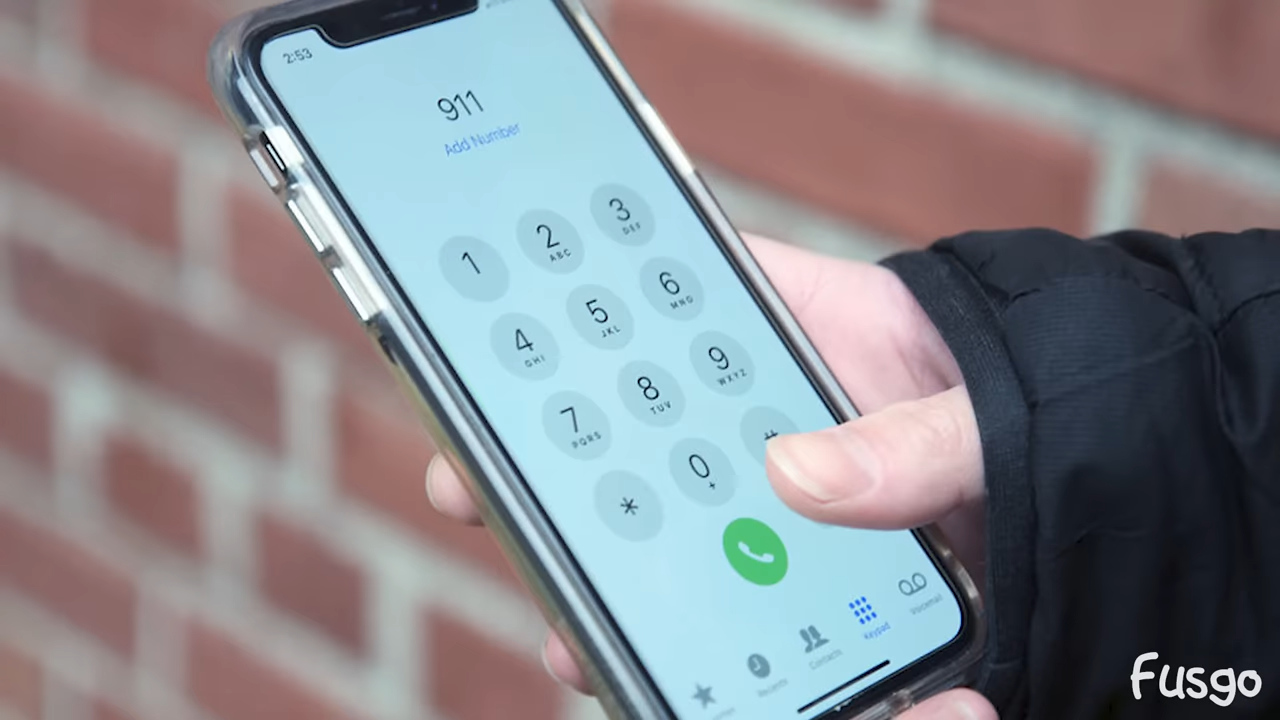 2:53
911
Add Number
1
2
ABC
3
DEF
4
GHI
5
JKL
6
MNO
7
PQRS
8
TUV
9
WXYZ
*
0
+
#
Recents
Contacts
Keypad
Voicemail
Fusgo